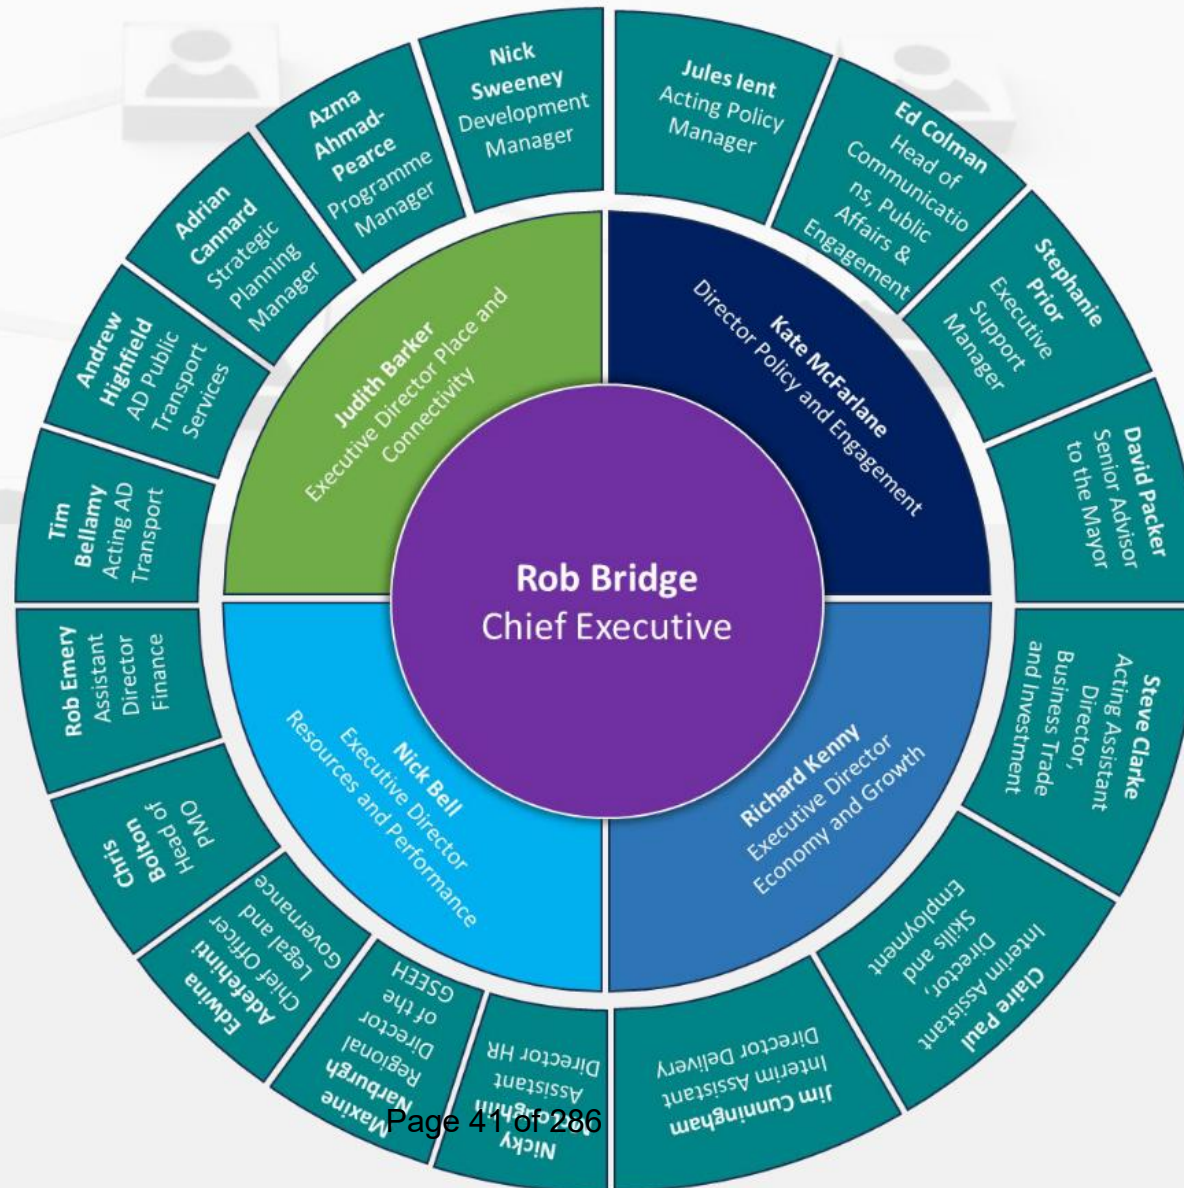 Rob Bridge
Chief Executive
Judith Barker
Executive Director Place and
Connectivity
Kate McFarlane
Director Policy and Engagement
Richard Kenny
Executive Director
Economy and Growth
Nick Bell
Executive Director
Resources and Performance
Jules Ient
Acting Policy
Manager
Ed Colman
Head of
Communicatio
ns, Public
Affairs &
Engagement
Stephanie
Prior
Executive
Support
Manager
David Packer
Senior Advisor
to the Mayor
Steve Clarke
Acting Assistant
Director,
Business Trade
and Investment
Claire Paul
Interim Assistant
Director,
Skills and
Employment
Jim Cunningham
Interim Assistant
Director Delivery
Nicky
Assistant
Director HR
Maxine
Narburgh
Regional
Director
of the
GSEEH
Edwina
Adefehinti
Chief Officer
Legal and
Governance
Chris
Bolton
Head of
PMO
Rob Emery
Assistant
Director
Finance
Tim
Bellamy
Acting AD
Transport
Andrew
Highfield
AD Public
Transport
Services
Adrian
Cannard
Strategic
Planning
Manager
Azma
Ahmad-
Pearce
Programme
Manager
Nick
Sweeney
Development
Manager
Page 41 of 286